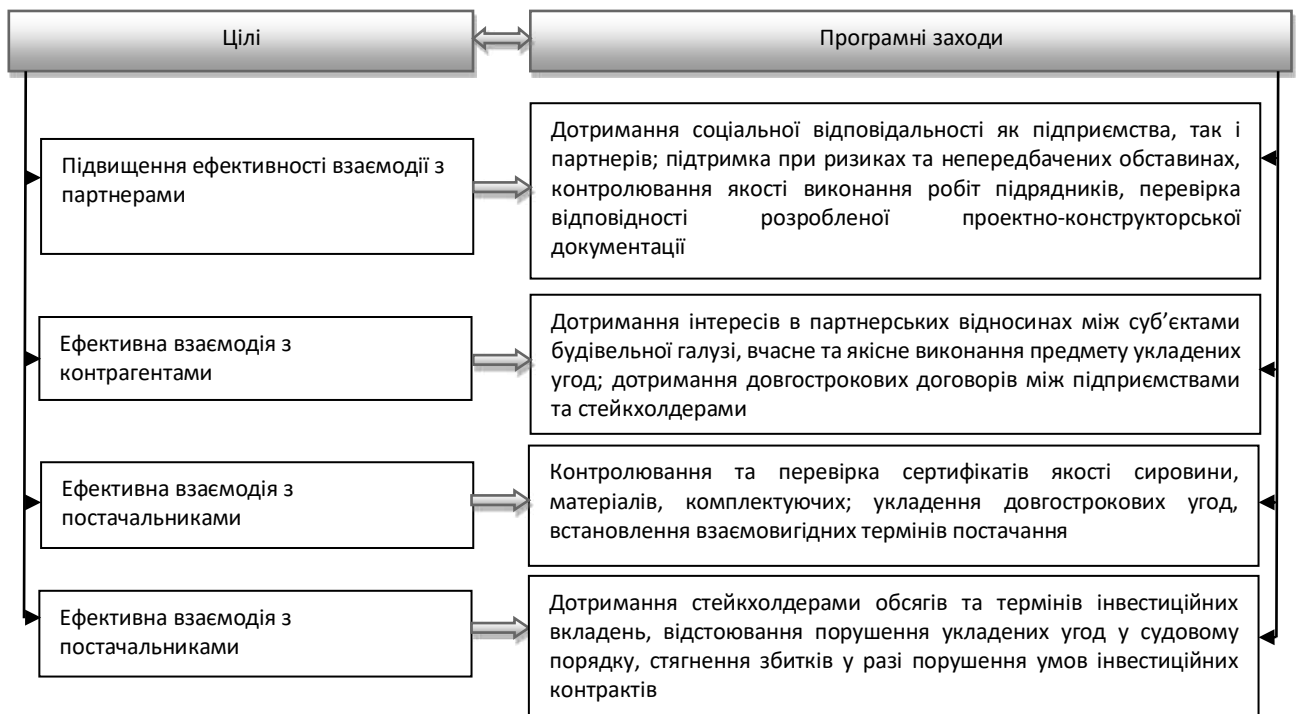 Цілі
Програмні заходи
Підвищення ефективності взаємодії з
партнерами
Дотримання соціальної відповідальності як підприємства, так і
партнерів; підтримка при ризиках та непередбачених обставинах,
контролювання якості виконання робіт підрядників, перевірка
відповідності розробленої проектно-конструкторської
документації
Ефективна взаємодія з
контрагентами
Дотримання інтересів в партнерських відносинах між суб’єктами
будівельної галузі, вчасне та якісне виконання предмету укладених
угод; дотримання довгострокових договорів між підприємствами
та стейкхолдерами
Ефективна взаємодія з
постачальниками
Контролювання та перевірка сертифікатів якості сировини,
матеріалів, комплектуючих; укладення довгострокових угод,
встановлення взаємовигідних термінів постачання
Ефективна взаємодія з
постачальниками
Дотримання стейкхолдерами обсягів та термінів інвестиційних
вкладень, відстоювання порушення укладених угод у судовому
порядку, стягнення збитків у разі порушення умов інвестиційних
контрактів